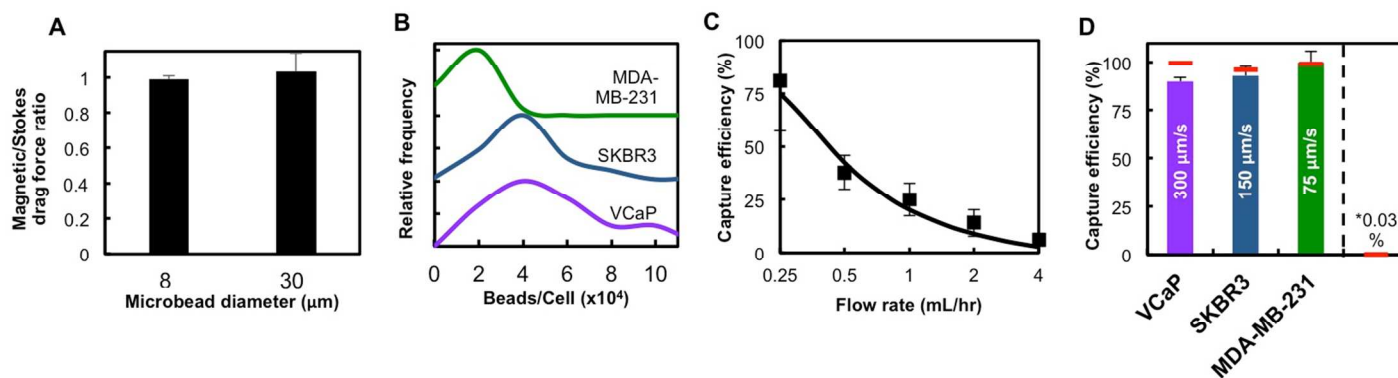 A
Magnetic/Stokes
drag force ratio
1
0.8
0.6
0.4
0.2
0
8
30
Microbead diameter (μm)
B
Relative frequency
MDA-
MB-231
SKBR3
VCaP
0
2
4
6
8
10
Beads/Cell (x10⁴)
C
Capture efficiency (%)
100
75
50
25
0
0.25
0.5
1
2
4
Flow rate (mL/hr)
D
Capture efficiency (%)
100
75
50
25
0
300 μm/s
150 μm/s
75 μm/s
*0.03
%
VCaP
SKBR3
MDA-MB-231